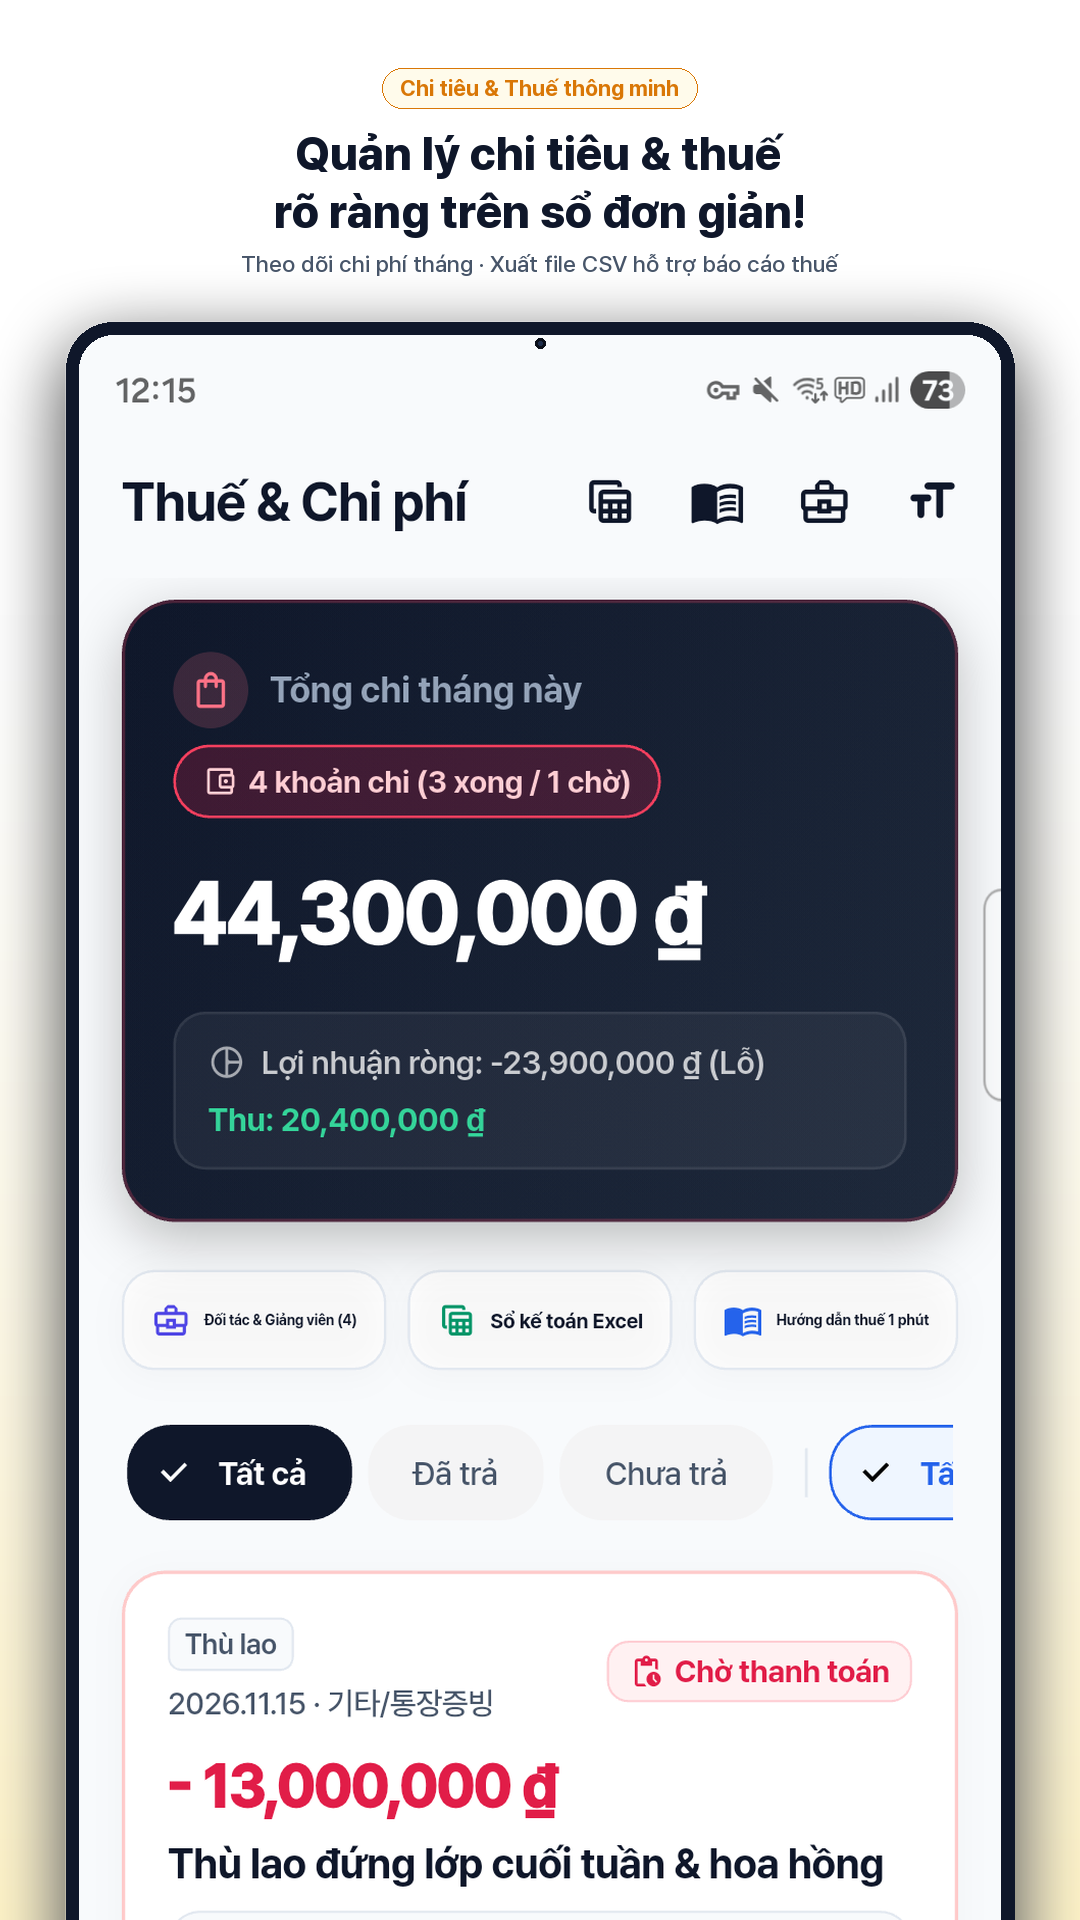 Chi tiêu & Thuế thông minh
Quản lý chi tiêu & thuế
rõ ràng trên sổ đơn giản!
Theo dõi chi phí tháng · Xuất file CSV hỗ trợ báo cáo thuế
12:15
5
HD
73
Thuế & Chi phí
Tổng chi tháng này
4 khoản chi (3 xong / 1 chờ)
44,300,000 ₫
Lợi nhuận ròng: -23,900,000 ₫ (Lỗ)
Thu: 20,400,000 ₫
Đối tác & Giảng viên (4)
Sổ kế toán Excel
Hướng dẫn thuế 1 phút
Tất cả
Đã trả
Chưa trả
Thù lao
Chờ thanh toán
2026.11.15 · 기타/통장증빙
- 13,000,000 ₫
Thù lao đứng lớp cuối tuần & hoa hồng